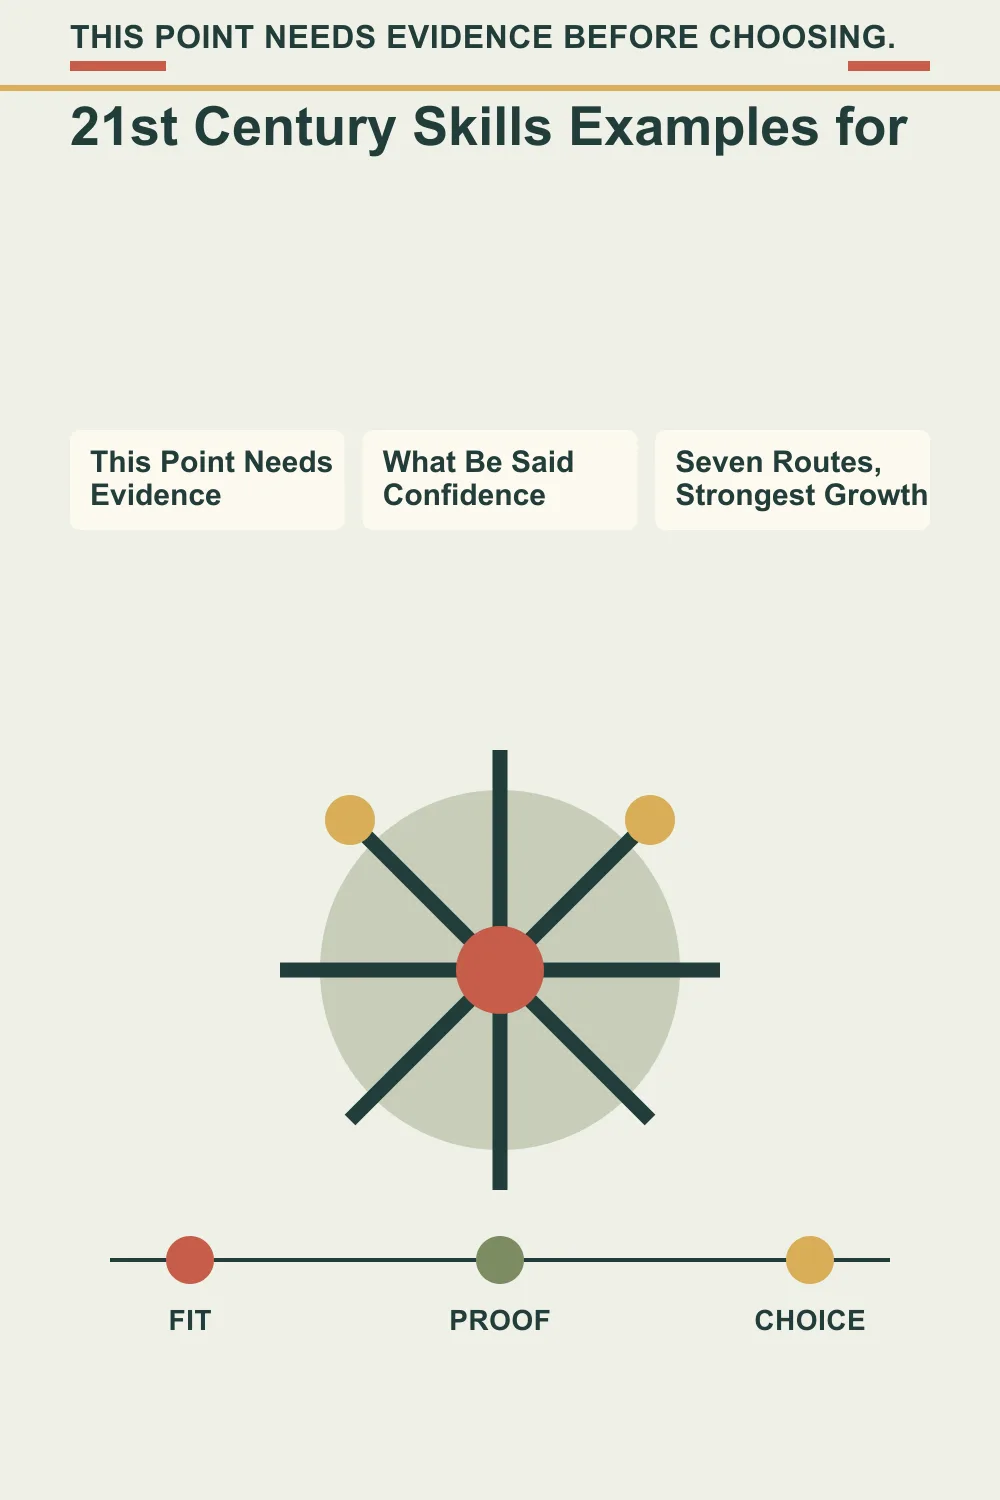 THIS POINT NEEDS EVIDENCE BEFORE CHOOSING.
21st Century Skills Examples for
This Point Needs
Evidence
What Be Said
Confidence
Seven Routes,
Strongest Growth
FIT
PROOF
CHOICE